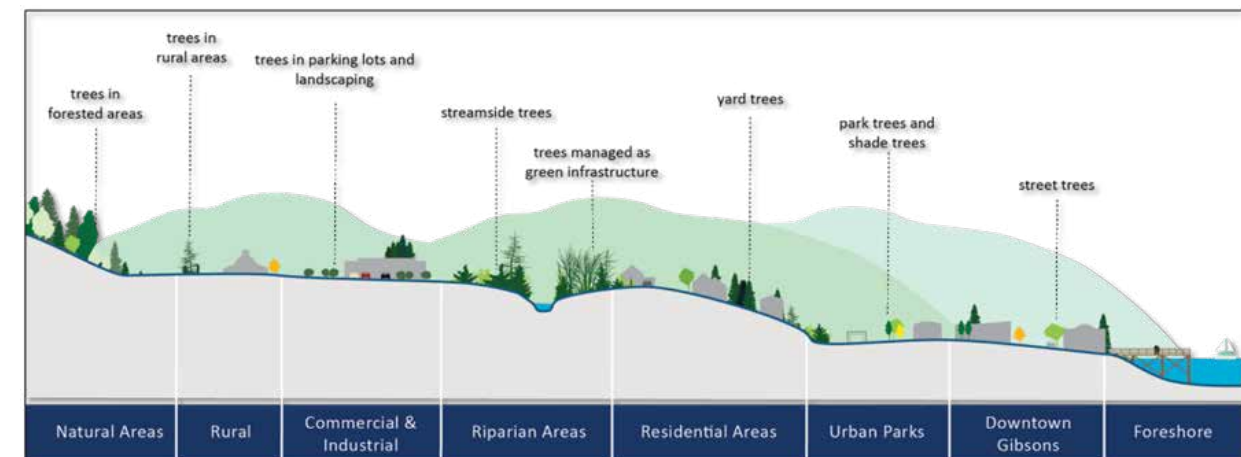 trees in
forested areas
trees in
rural areas
trees in parking lots and
landscaping
streamside trees
trees managed as
green infrastructure
yard trees
park trees and
shade trees
street trees
Natural Areas
Rural
Commercial &
Industrial
Riparian Areas
Residential Areas
Urban Parks
Downtown
Gibsons
Foreshore